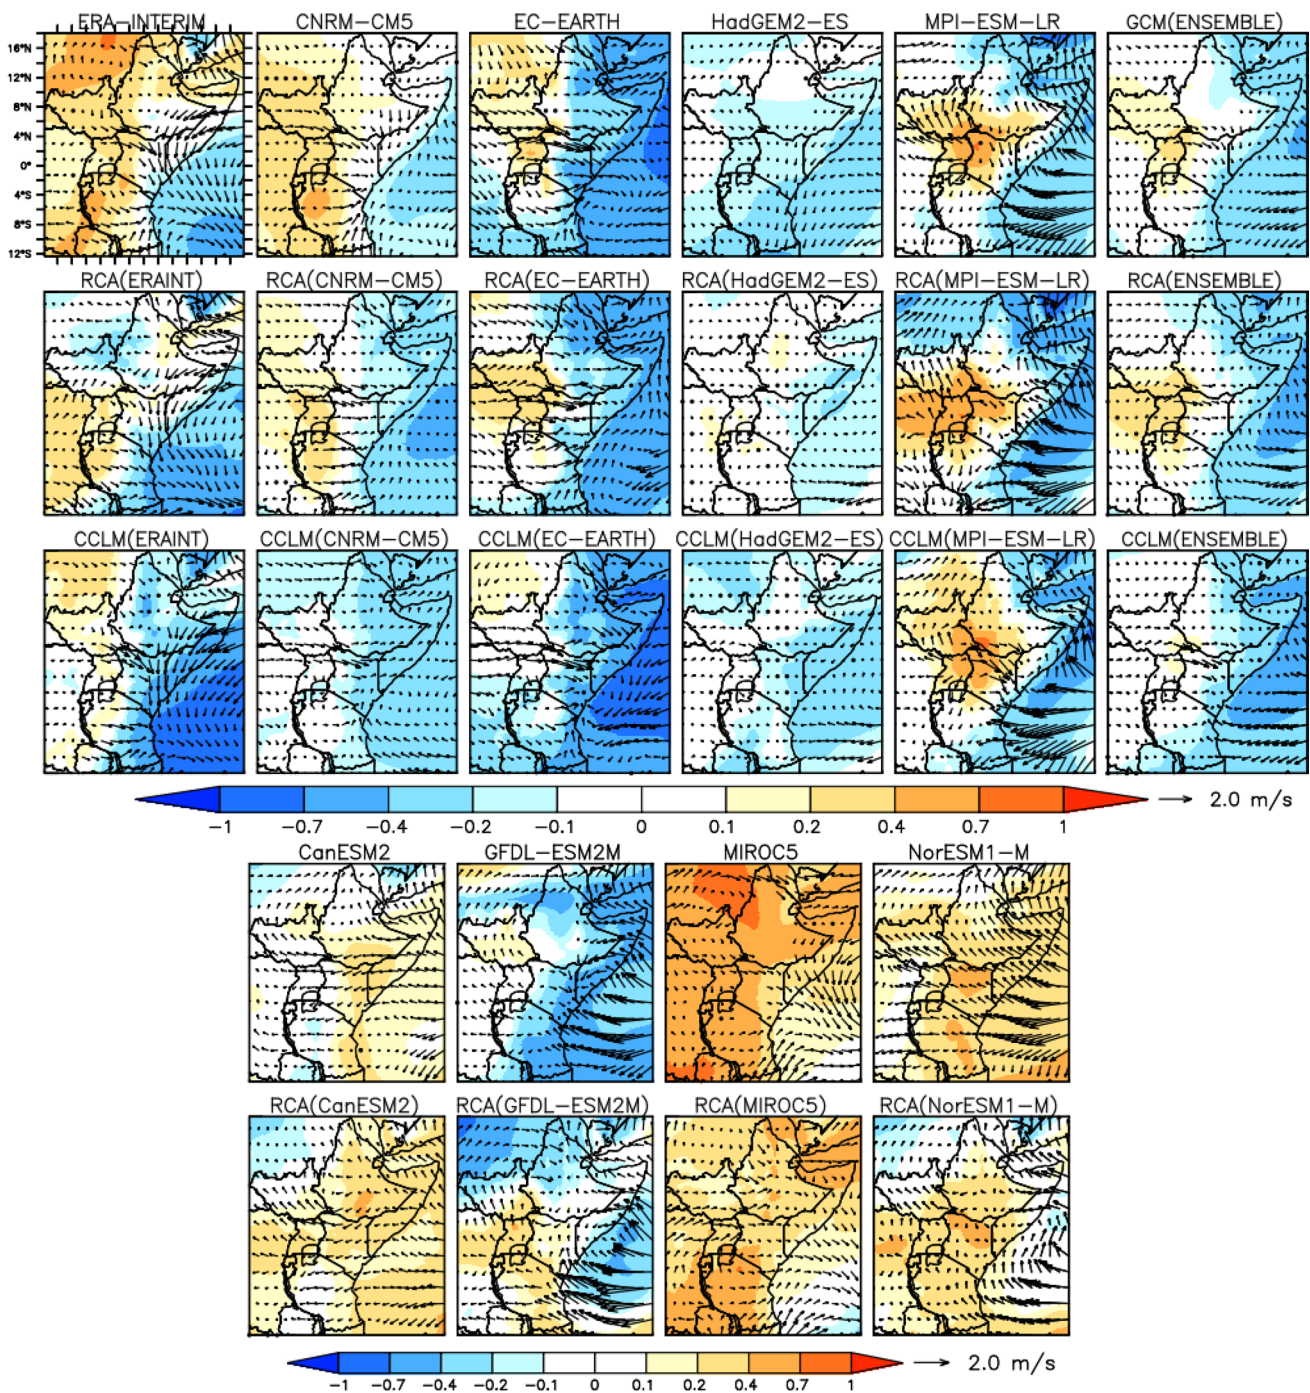 ERA−INTERIM CNRM−CM5 EC−EARTH HadGEM2−ES MPI−ESM−LR GCM(ENSEMBLE)
16°N
12°N
8°N
4°N
0°
4°S
8°S
12°S
RCA(ERAINT) RCA(CNRM−CM5) RCA(EC−EARTH) RCA(HadGEM2−ES) RCA(MPI−ESM−LR) RCA(ENSEMBLE)
CCLM(ERAINT) CCLM(CNRM−CM5) CCLM(EC−EARTH) CCLM(HadGEM2−ES) CCLM(MPI−ESM−LR) CCLM(ENSEMBLE)
2.0 m/s
−1 −0.7 −0.4 −0.2 −0.1 0 0.1 0.2 0.4 0.7 1
CanESM2 GFDL−ESM2M MIROC5 NorESM1−M
RCA(CanESM2) RCA(GFDL−ESM2M) RCA(MIROC5) RCA(NorESM1−M)
2.0 m/s
−1 −0.7 −0.4 −0.2 −0.1 0 0.1 0.2 0.4 0.7 1